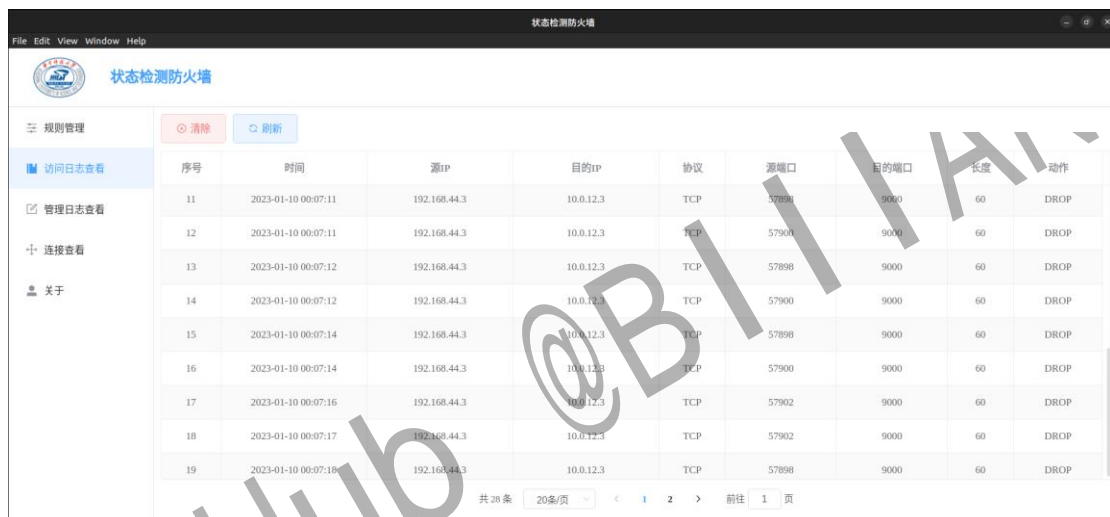 状态检测防火墙
File Edit View Window Help
状态检测防火墙
规则管理
访问日志查看
管理日志查看
连接查看
关于
清除 刷新
序号 时间 源IP 目的IP 协议 源端口 目的端口 长度 动作
11 2023-01-10 00:07:11 192.168.44.3 10.0.12.3 TCP 57898 9000 60 DROP
12 2023-01-10 00:07:11 192.168.44.3 10.0.12.3 TCP 57900 9000 60 DROP
13 2023-01-10 00:07:12 192.168.44.3 10.0.12.3 TCP 57898 9000 60 DROP
14 2023-01-10 00:07:12 192.168.44.3 10.0.12.3 TCP 57900 9000 60 DROP
15 2023-01-10 00:07:14 192.168.44.3 10.0.12.3 TCP 57898 9000 60 DROP
16 2023-01-10 00:07:14 192.168.44.3 10.0.12.3 TCP 57900 9000 60 DROP
17 2023-01-10 00:07:16 192.168.44.3 10.0.12.3 TCP 57902 9000 60 DROP
18 2023-01-10 00:07:17 192.168.44.3 10.0.12.3 TCP 57902 9000 60 DROP
19 2023-01-10 00:07:18 192.168.44.3 10.0.12.3 TCP 57898 9000 60 DROP
共 28 条 20条/页 1 2 前往 1 页